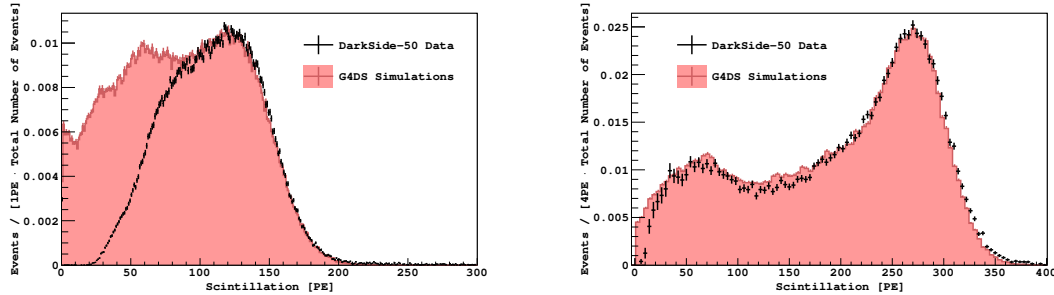 Events / [1PE · Total Number of Events]
0.01
0.008
0.006
0.004
0.002
0
DarkSide-50 Data
G4DS Simulations
0 50 100 150 200 250 300
Scintillation [PE]
Events / [4PE · Total Number of Events]
0.025
0.02
0.015
0.01
0.005
0
DarkSide-50 Data
G4DS Simulations
0 50 100 150 200 250 300 350 400
Scintillation [PE]